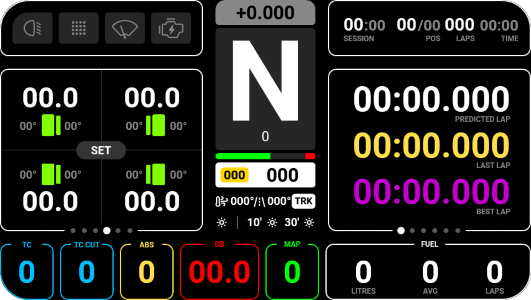 +0.000
00:00 00/00 000 00:00
SESSION POS LAPS TIME
N
0
00.0 00.0
00° 00° 00° 00°
SET
00° 00° 00° 00°
00.0 00.0
000 000
000°/ 000° TRK
10' 30'
00:00.000
PREDICTED LAP
00:00.000
LAST LAP
00:00.000
BEST LAP
TC TC CUT ABS BB MAP FUEL
0 0 0 00.0 0 0 0 0
LITRES AVG LAPS